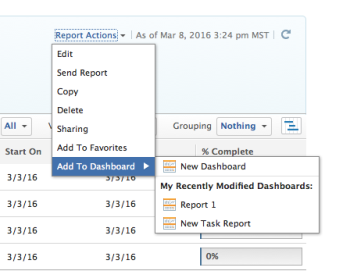 Report Actions As of Mar 8, 2016 3:24 pm MST
Edit
Send Report
Copy
Delete
Sharing
Add To Favorites
Add To Dashboard
All
Grouping Nothing
Start On
% Complete
New Dashboard
My Recently Modified Dashboards:
Report 1
New Task Report
3/3/16 3/3/16
3/3/16
3/3/16
3/3/16 3/3/16
3/3/16 3/3/16 0%